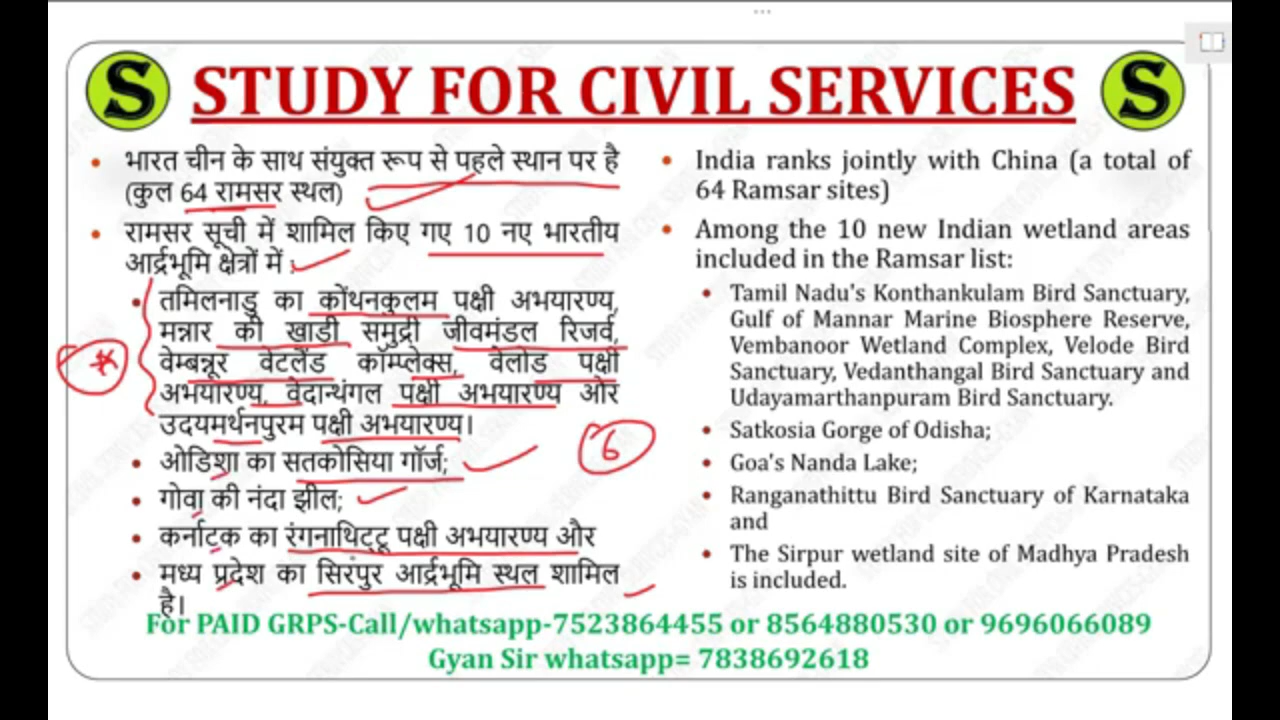 S STUDY FOR CIVIL SERVICES S
भारत चीन के साथ संयुक्त रूप से पहले स्थान पर है
(कुल 64 रामसर स्थल)
रामसर सूची में शामिल किए गए 10 नए भारतीय
आर्द्रभूमि क्षेत्रों में :
तमिलनाडु का कोंथनकुलम पक्षी अभयारण्य,
मन्नार की खाड़ी समुद्री जीवमंडल रिजर्व,
वेम्बन्नूर वेटलैंड कॉम्प्लेक्स, वेलोड पक्षी
अभयारण्य, वेदान्थंगल पक्षी अभयारण्य और
उदयमर्थनपुरम पक्षी अभयारण्य।
6
ओडिशा का सतकोसिया गॉर्ज;
गोवा की नंदा झील;
कर्नाटक का रंगनाथिट्टू पक्षी अभयारण्य और
मध्य प्रदेश का सिरपुर आर्द्रभूमि स्थल शामिल
है।
India ranks jointly with China (a total of
64 Ramsar sites)
Among the 10 new Indian wetland areas
included in the Ramsar list:
Tamil Nadu's Konthankulam Bird Sanctuary,
Gulf of Mannar Marine Biosphere Reserve,
Vembanoor Wetland Complex, Velode Bird
Sanctuary, Vedanthangal Bird Sanctuary and
Udayamarthanpuram Bird Sanctuary.
Satkosia Gorge of Odisha;
Goa's Nanda Lake;
Ranganathittu Bird Sanctuary of Karnataka
and
The Sirpur wetland site of Madhya Pradesh
is included.
For PAID GRPS-Call/whatsapp-7523864455 or 8564880530 or 9696066089
Gyan Sir whatsapp= 7838692618